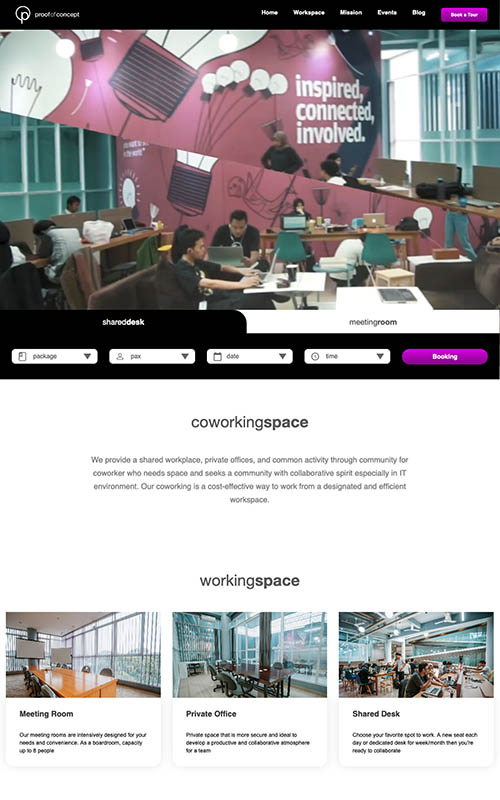 proofofconcept
Home Workspace Mission Events Blog Book a Tour
inspired,
connected,
involved.
shareddesk meetingroom
package pax date time Booking
coworkingspace
We provide a shared workplace, private offices, and common activity through community for
coworker who needs space and seeks a community with collaborative spirit especially in IT
environment. Our coworking is a cost-effective way to work from a designated and efficient
workspace.
workingspace
Meeting Room
Our meeting rooms are intensively designed for your
needs and convenience. As a boardroom, capacity
up to 8 people
Private Office
Private space that is more secure and ideal to
develop a productive and collaborative atmosphere
for a team
Shared Desk
Choose your favorite spot to work. A new seat each
day or dedicated desk for week/month then you're
ready to collaborate